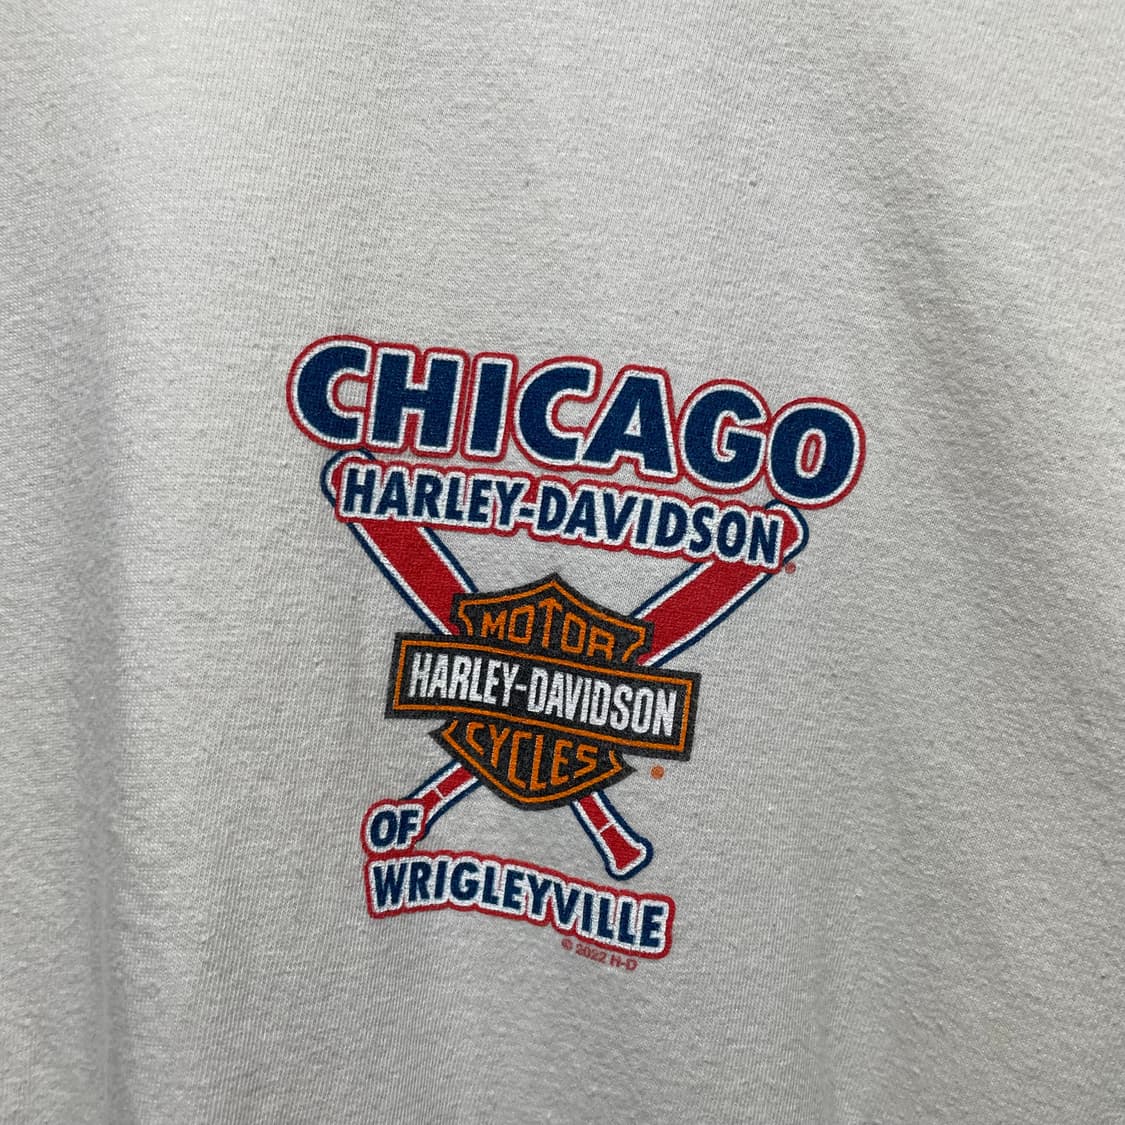 CHICAGO
HARLEY-DAVIDSON
MOTOR
HARLEY-DAVIDSON
CYCLES
OF
WRIGLEYVILLE
© 2022 H-D